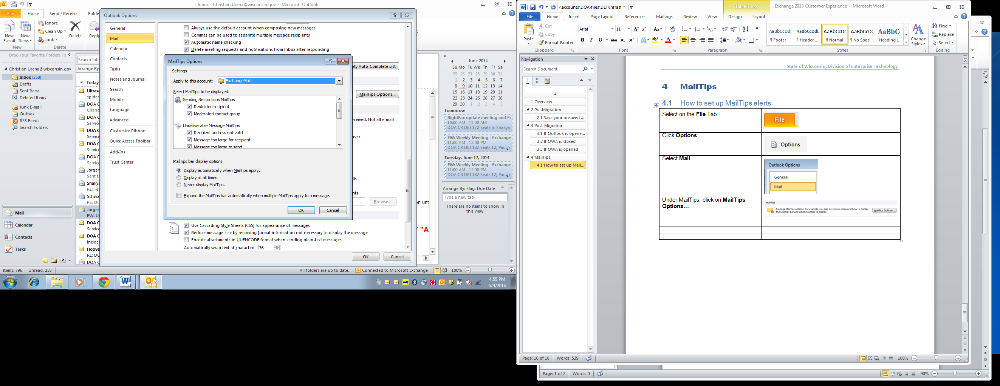 Inbox - Christian.Urena@wisconsin.gov - Microsoft Outlook
File
Home
Send / Receive
Folde
New E-mail
New Items
Ignore
Clean Up
Junk
Delete
Reply
New
Delete
Drag Your Favorite Folders He
Christian.Urena@wisconsin.gov
Inbox (258)
Drafts
Sent Items
Deleted Items
Junk E-mail
Outbox
RSS Feeds
Search Folders
Mail
Calendar
Contacts
Tasks
Search Inb
Arrange By:
Today
Ultrase
spider
DOA C
Chang
DOA C
Service
DOA C
Service
DOA C
Service
DOA C
Service
Jorgen
Sent fr
Shakya
RE: Tes
Schwa
RE: DO
Jorgen
FW: Ur
DOA C
Service
DOA C
Inciden
Hoove
RE: DO
DOA C
Outlook Options
General
Mail
Calendar
Contacts
Tasks
Notes and Journal
Search
Mobile
Language
Advanced
Customize Ribbon
Quick Access Toolbar
Add-Ins
Trust Center
Always use the default account when composing new messages
Commas can be used to separate multiple message recipients
Automatic name checking
Delete meeting requests and notifications from Inbox after responding
pty Auto-Complete List
MailTips Options...
eceived. Not all e-mail
rver
lls
nts
Browse...
MailTips Options
Settings
Apply to this account: ExchangeMail
Select MailTips to be displayed:
Sending Restrictions MailTips
Restricted recipient
Moderated contact group
Undeliverable Message MailTips
Recipient address not valid
Message too large for recipient
Message too large to send
MailTips bar display options
Display automatically when MailTips apply.
Display at all times.
Never display MailTips.
Expand the MailTips bar automatically when multiple MailTips apply to a message.
OK Cancel
Use Cascading Style Sheets (CSS) for appearance of messages
Reduce message size by removing format information not necessary to display the message
Encode attachments in UUENCODE format when sending plain-text messages
Automatically wrap text at character: 76
OK Cancel
on unt
Y "A
June 2014
Su Mo Tu We Th Fr Sa
25 26 27 28 29 30 31
1 2 3 4 5 6 7
8 9 10 11 12 13 14
15 16 17 18 19 20 21
22 23 24 25 26 27 28
29 30 1 2 3 4 5
Tomorrow
RightFax update meeting and Ex
10:00 AM - 11:00 AM
DOA CR DET 172 Seats 6; Shakya,
FW: Weekly Meeting - Exchange
11:00 AM - 12:00 PM
DOA CR DET 182 Seats 12; Pac
Tuesday, June 17, 2014
FW: Weekly Meeting - Exchange
11:00 AM - 12:00 PM
DOA CR DET 182 Seats 12; Pac
Arrange By: Flag: Due Date
Type a new task
There are no items to show in
this view.
Items: 796 Unread: 258
All folders are up to date. Connected to Microsoft Exchange 100%
4:55 PM
6/9/2014
\\accounts\DOA\files\DET\Infrast
Table Tools
Exchange 2013 Customer Experience - Microsoft Word
File
Home
Insert
Page Layout
References
Mailings
Review
View
Design
Layout
Paste
Cut
Copy
Format Painter
Clipboard
Arial
11
Font
Paragraph
AaBbCcDdI
¶ Footer ...
AaBbCcDdE
¶ Header ...
AaBbCcDc
¶ Normal
AaBbCcDc
¶ No Spaci...
AaBbC
Heading 1
Change Styles
Styles
Find
Replace
Select
Editing
Navigation
Search Document
1 Overview
2 Pre-Migration
2.1 Save your unsaved ...
3 Post-Migration
3.1 If Outlook is opene...
3.2 If OWA is closed
3.3 If OWA is opened
4 MailTips
4.1 How to set up Mail...
State of Wisconsin, Division of Enterprise Technology
4 MailTips
4.1 How to set up MailTips alerts
Select on the File Tab
File
Click Options
Options
Select Mail
Outlook Options
General
Mail
Under MailTips, click on MailTips
Options...
MailTips
Manage MailTips options. For example, you may determine when and how to display
the MailTips bar and which MailTips to display.
MailTips Options...
Page: 10 of 10 Words: 539
100%
Page: 1 of 2 Words: 0
90%